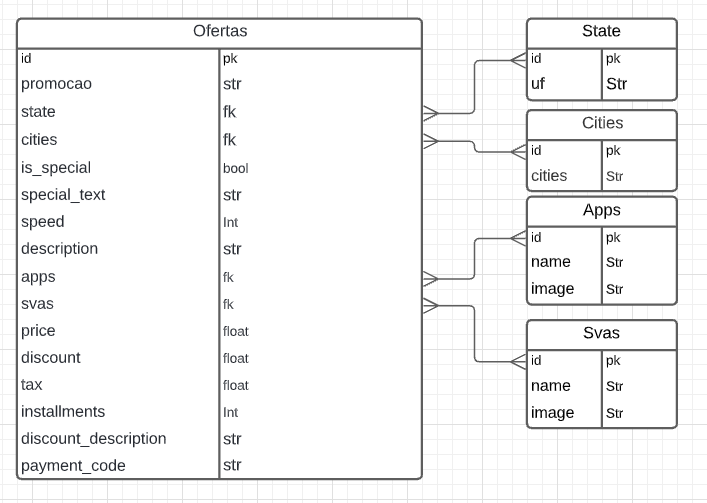 Ofertas
id pk
promocao str
state fk
cities fk
is_special bool
special_text str
speed Int
description str
apps fk
svas fk
price float
discount float
tax float
installments Int
discount_description str
payment_code str
State
id pk
uf Str
Cities
id pk
cities Str
Apps
id pk
name Str
image Str
Svas
id pk
name Str
image Str